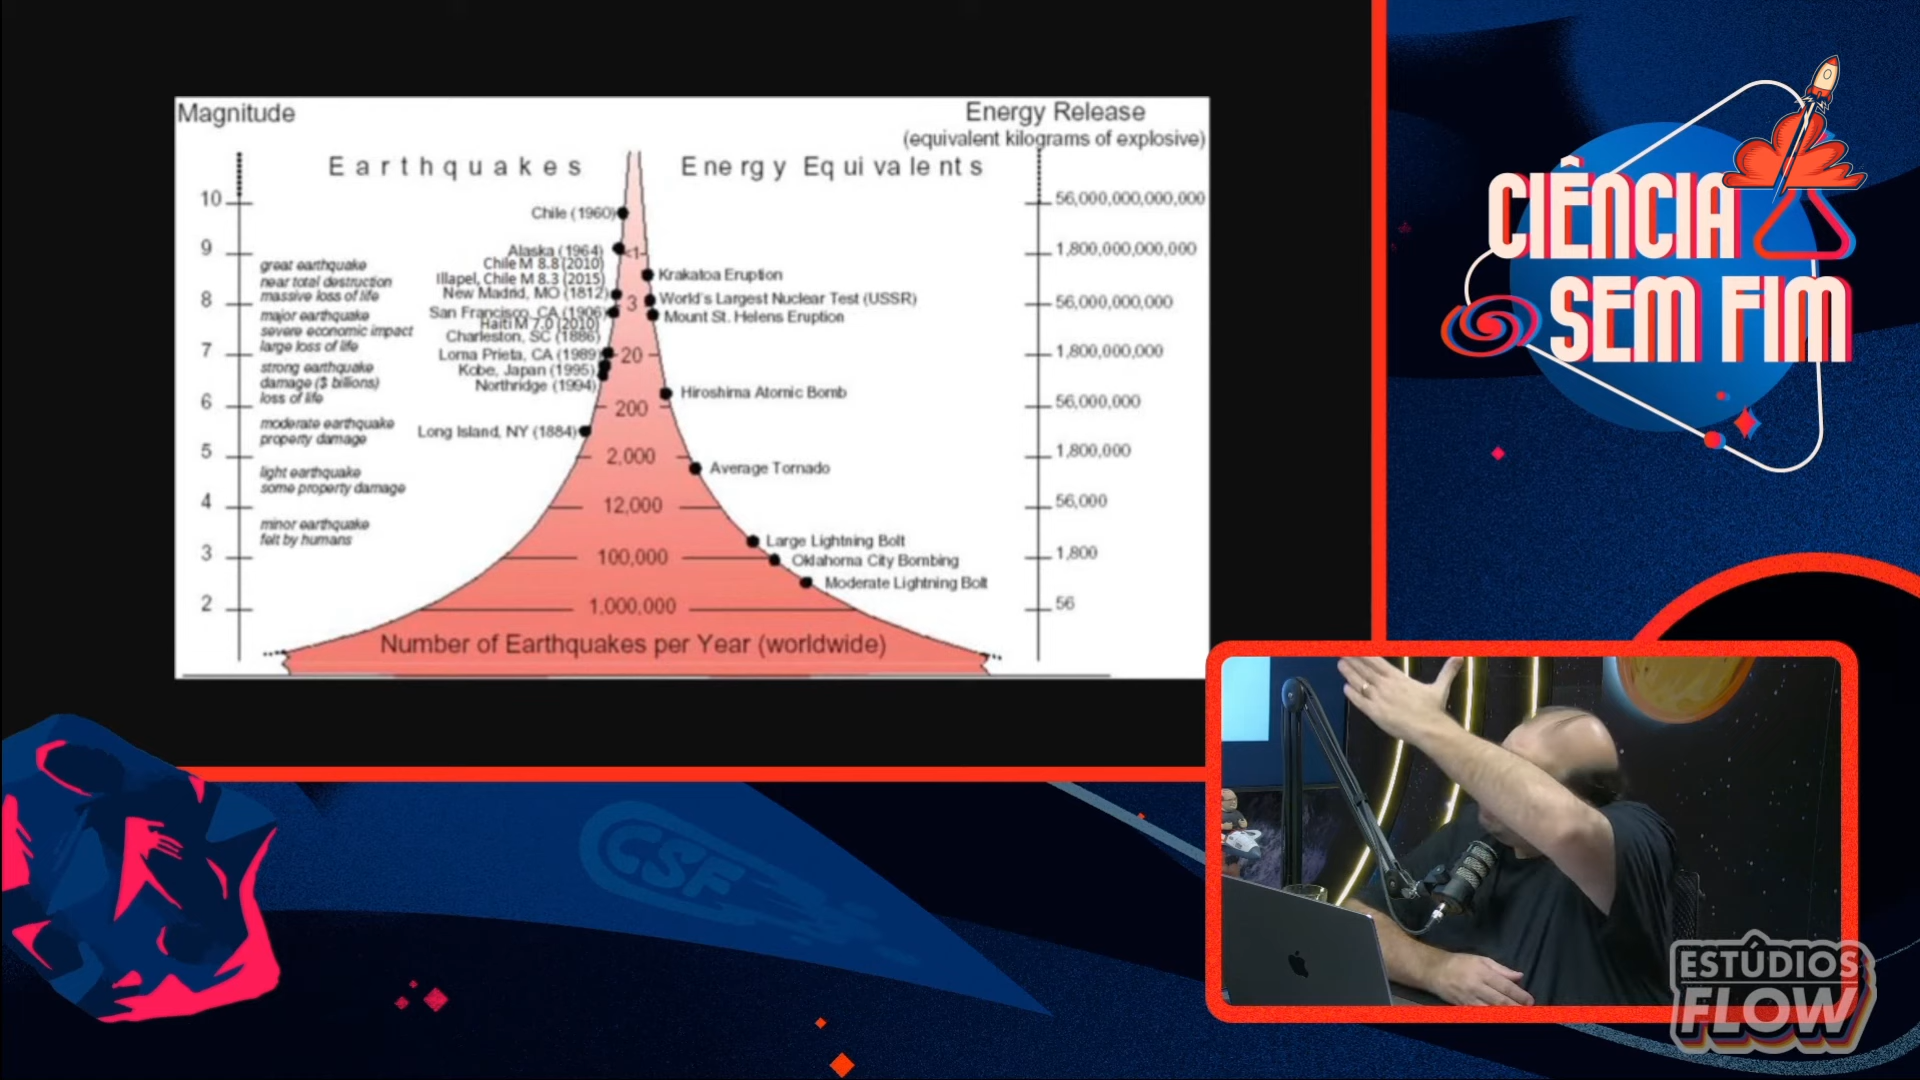 Magnitude
Energy Release
(equivalent kilograms of explosive)
Earthquakes
Energy Equivalents
10
9
8
7
6
5
4
3
2
great earthquake
near total destruction
massive loss of life
major earthquake
severe economic impact
large loss of life
strong earthquake
damage ($ billions)
loss of life
moderate earthquake
property damage
light earthquake
some property damage
minor earthquake
felt by humans
Chile (1960)
Alaska (1964)
Chile M 8.8 (2010)
Illapel, Chile M 8.3 (2015)
New Madrid, MO (1812)
San Francisco, CA (1906)
Haiti M 7.0 (2010)
Charleston, SC (1886)
Loma Prieta, CA (1989)
Kobe, Japan (1995)
Northridge (1994)
Long Island, NY (1884)
<1
3
20
200
2,000
12,000
100,000
1,000,000
Number of Earthquakes per Year (worldwide)
Krakatoa Eruption
World's Largest Nuclear Test (USSR)
Mount St. Helens Eruption
Hiroshima Atomic Bomb
Average Tornado
Large Lightning Bolt
Oklahoma City Bombing
Moderate Lightning Bolt
56,000,000,000,000
1,800,000,000,000
56,000,000,000
1,800,000,000
56,000,000
1,800,000
56,000
1,800
56
CIÊNCIA
SEM FIM
CSF
ESTÚDIOS
FLOW